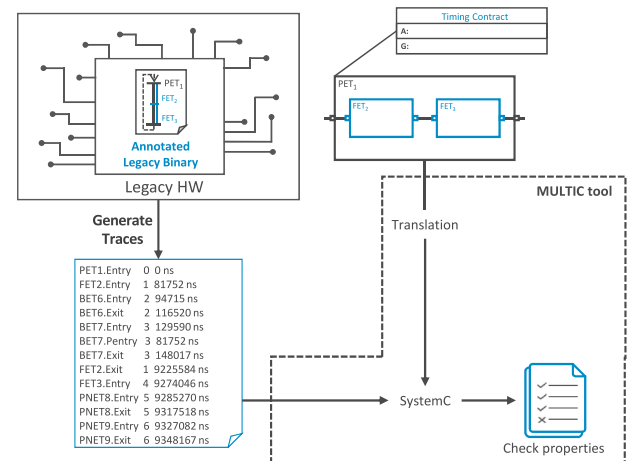 Timing Contract
A:
G:
PET1
FET2
FET1
PET1
FET2
FET1
Annotated
Legacy Binary
Legacy HW
MULTIC tool
Generate
Traces
Translation
PET1.Entry 0 0 ns
FET2.Entry 1 81752 ns
BET6.Entry 2 94715 ns
BET6.Exit 2 116520 ns
BET7.Entry 3 129590 ns
BET7.Pentry 3 81752 ns
BET7.Exit 3 148017 ns
FET2.Exit 1 9225584 ns
FET3.Entry 4 9274046 ns
PNET8.Entry 5 9285270 ns
PNET8.Exit 5 9317518 ns
PNET9.Entry 6 9327082 ns
PNET9.Exit 6 9348167 ns
SystemC
Check properties